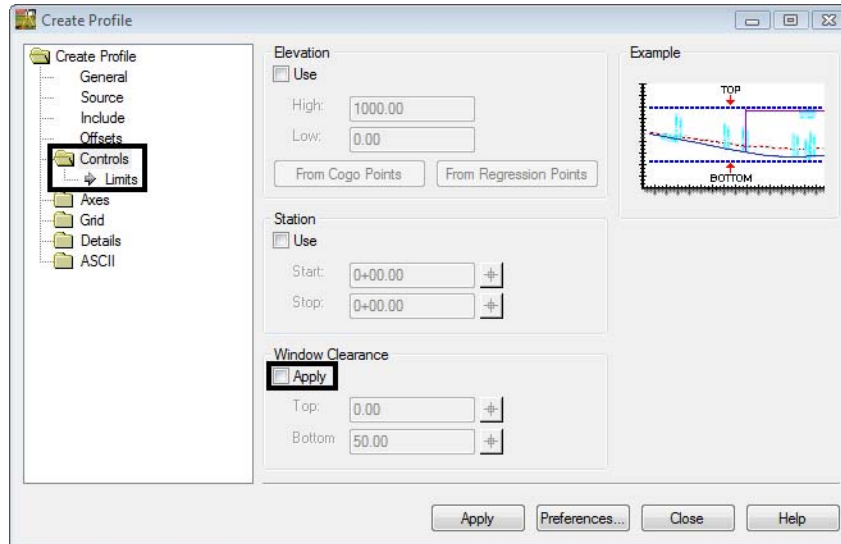 Create Profile
Create Profile
General
Source
Include
Offsets
Controls
Limits
Axes
Grid
Details
ASCII
Elevation
Use
High: 1000.00
Low: 0.00
From Cogo Points From Regression Points
Station
Use
Start: 0+00.00
Stop: 0+00.00
Window Clearance
Apply
Top: 0.00
Bottom 50.00
Example
TOP
BOTTOM
Apply Preferences... Close Help